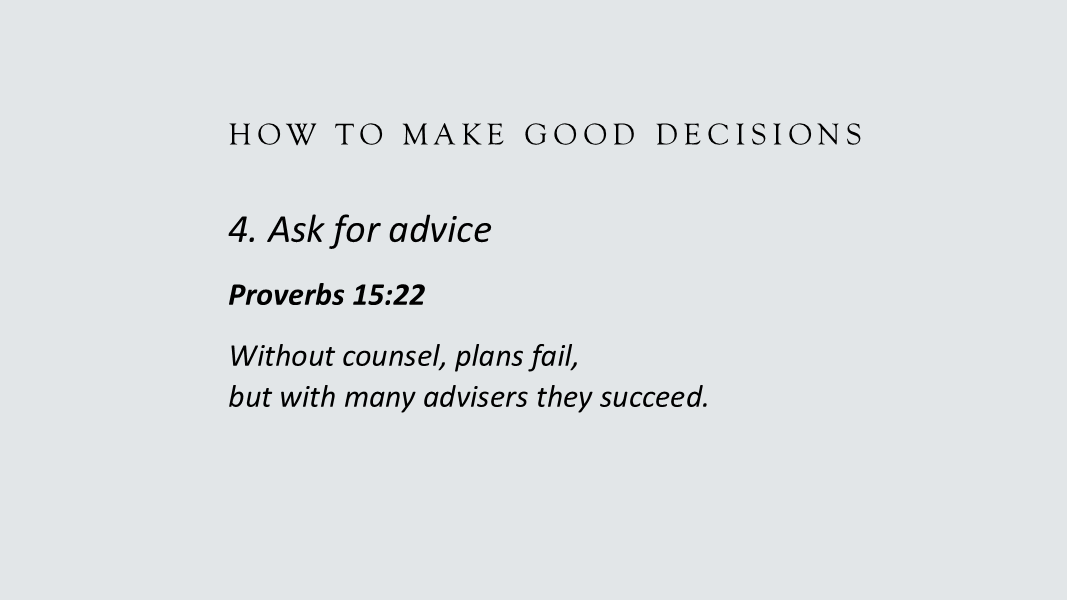 HOW TO MAKE GOOD DECISIONS
4. Ask for advice
Proverbs 15:22
Without counsel, plans fail,
but with many advisers they succeed.